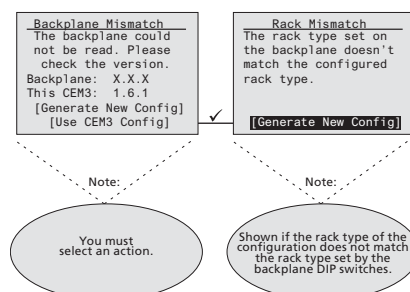 Backplane Mismatch
The backplane could
not be read. Please
check the version.
Backplane: X.X.X
This CEM3: 1.6.1
[Generate New Config]
[Use CEM3 Config]
Rack Mismatch
The rack type set on
the backplane doesn't
match the configured
rack type.
[Generate New Config]
Note:
You must
select an action.
Note:
Shown if the rack type of the
configuration does not match
the rack type set by the
backplane DIP switches.